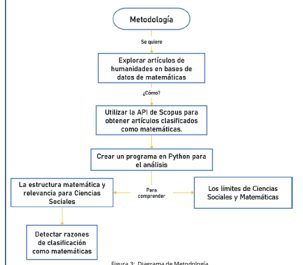 Metodología
Se quiere
Explorar artículos de
humanidades en bases de
datos de matemáticas
¿Cómo?
Utilizar la API de Scopus para
obtener artículos clasificados
como matemáticas.
Crear un programa en Python para
el análisis
La estructura matemática y
relevancia para Ciencias
Sociales
Para
comprender
Los limites de Ciencias
Sociales y Matemáticas
Detectar razones
de clasificación
como matemáticas
Figura 3: Diagrama de Metodología